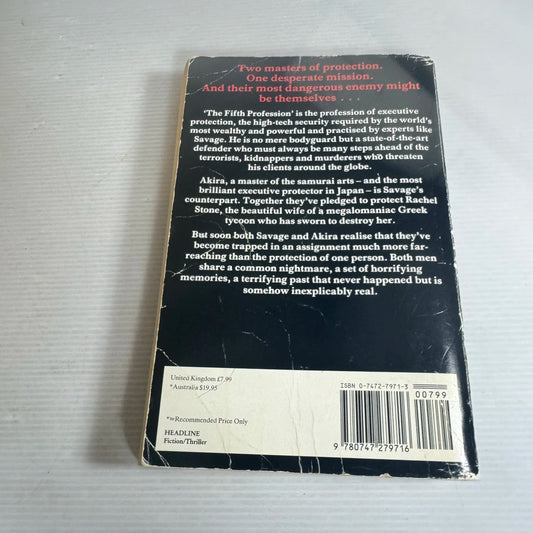 Two masters of protection.
One desperate mission.
And their most dangerous enemy might
be themselves . . .
'The Fifth Profession' is the profession of executive
protection, the high-tech security required by the world's
most wealthy and powerful and practised by experts like
Savage. He is no mere bodyguard but a state-of-the-art
defender who must always be many steps ahead of the
terrorists, kidnappers and murderers who threaten
his clients around the globe.
Akira, a master of the samurai arts – and the most
brilliant executive protector in Japan – is Savage's
counterpart. Together they've pledged to protect Rachel
Stone, the beautiful wife of a megalomaniac Greek
tycoon who has sworn to destroy her.
But soon both Savage and Akira realise that they've
become trapped in an assignment much more far-
reaching than the protection of one person. Both men
share a common nightmare, a set of horrifying
memories, a terrifying past that never happened but is
somehow inexplicably real.
United Kingdom £7.99
*Australia $19.95
*Recommended Price Only
HEADLINE
Fiction/Thriller
ISBN 0-7472-7971-3
00799
9 780747 279716